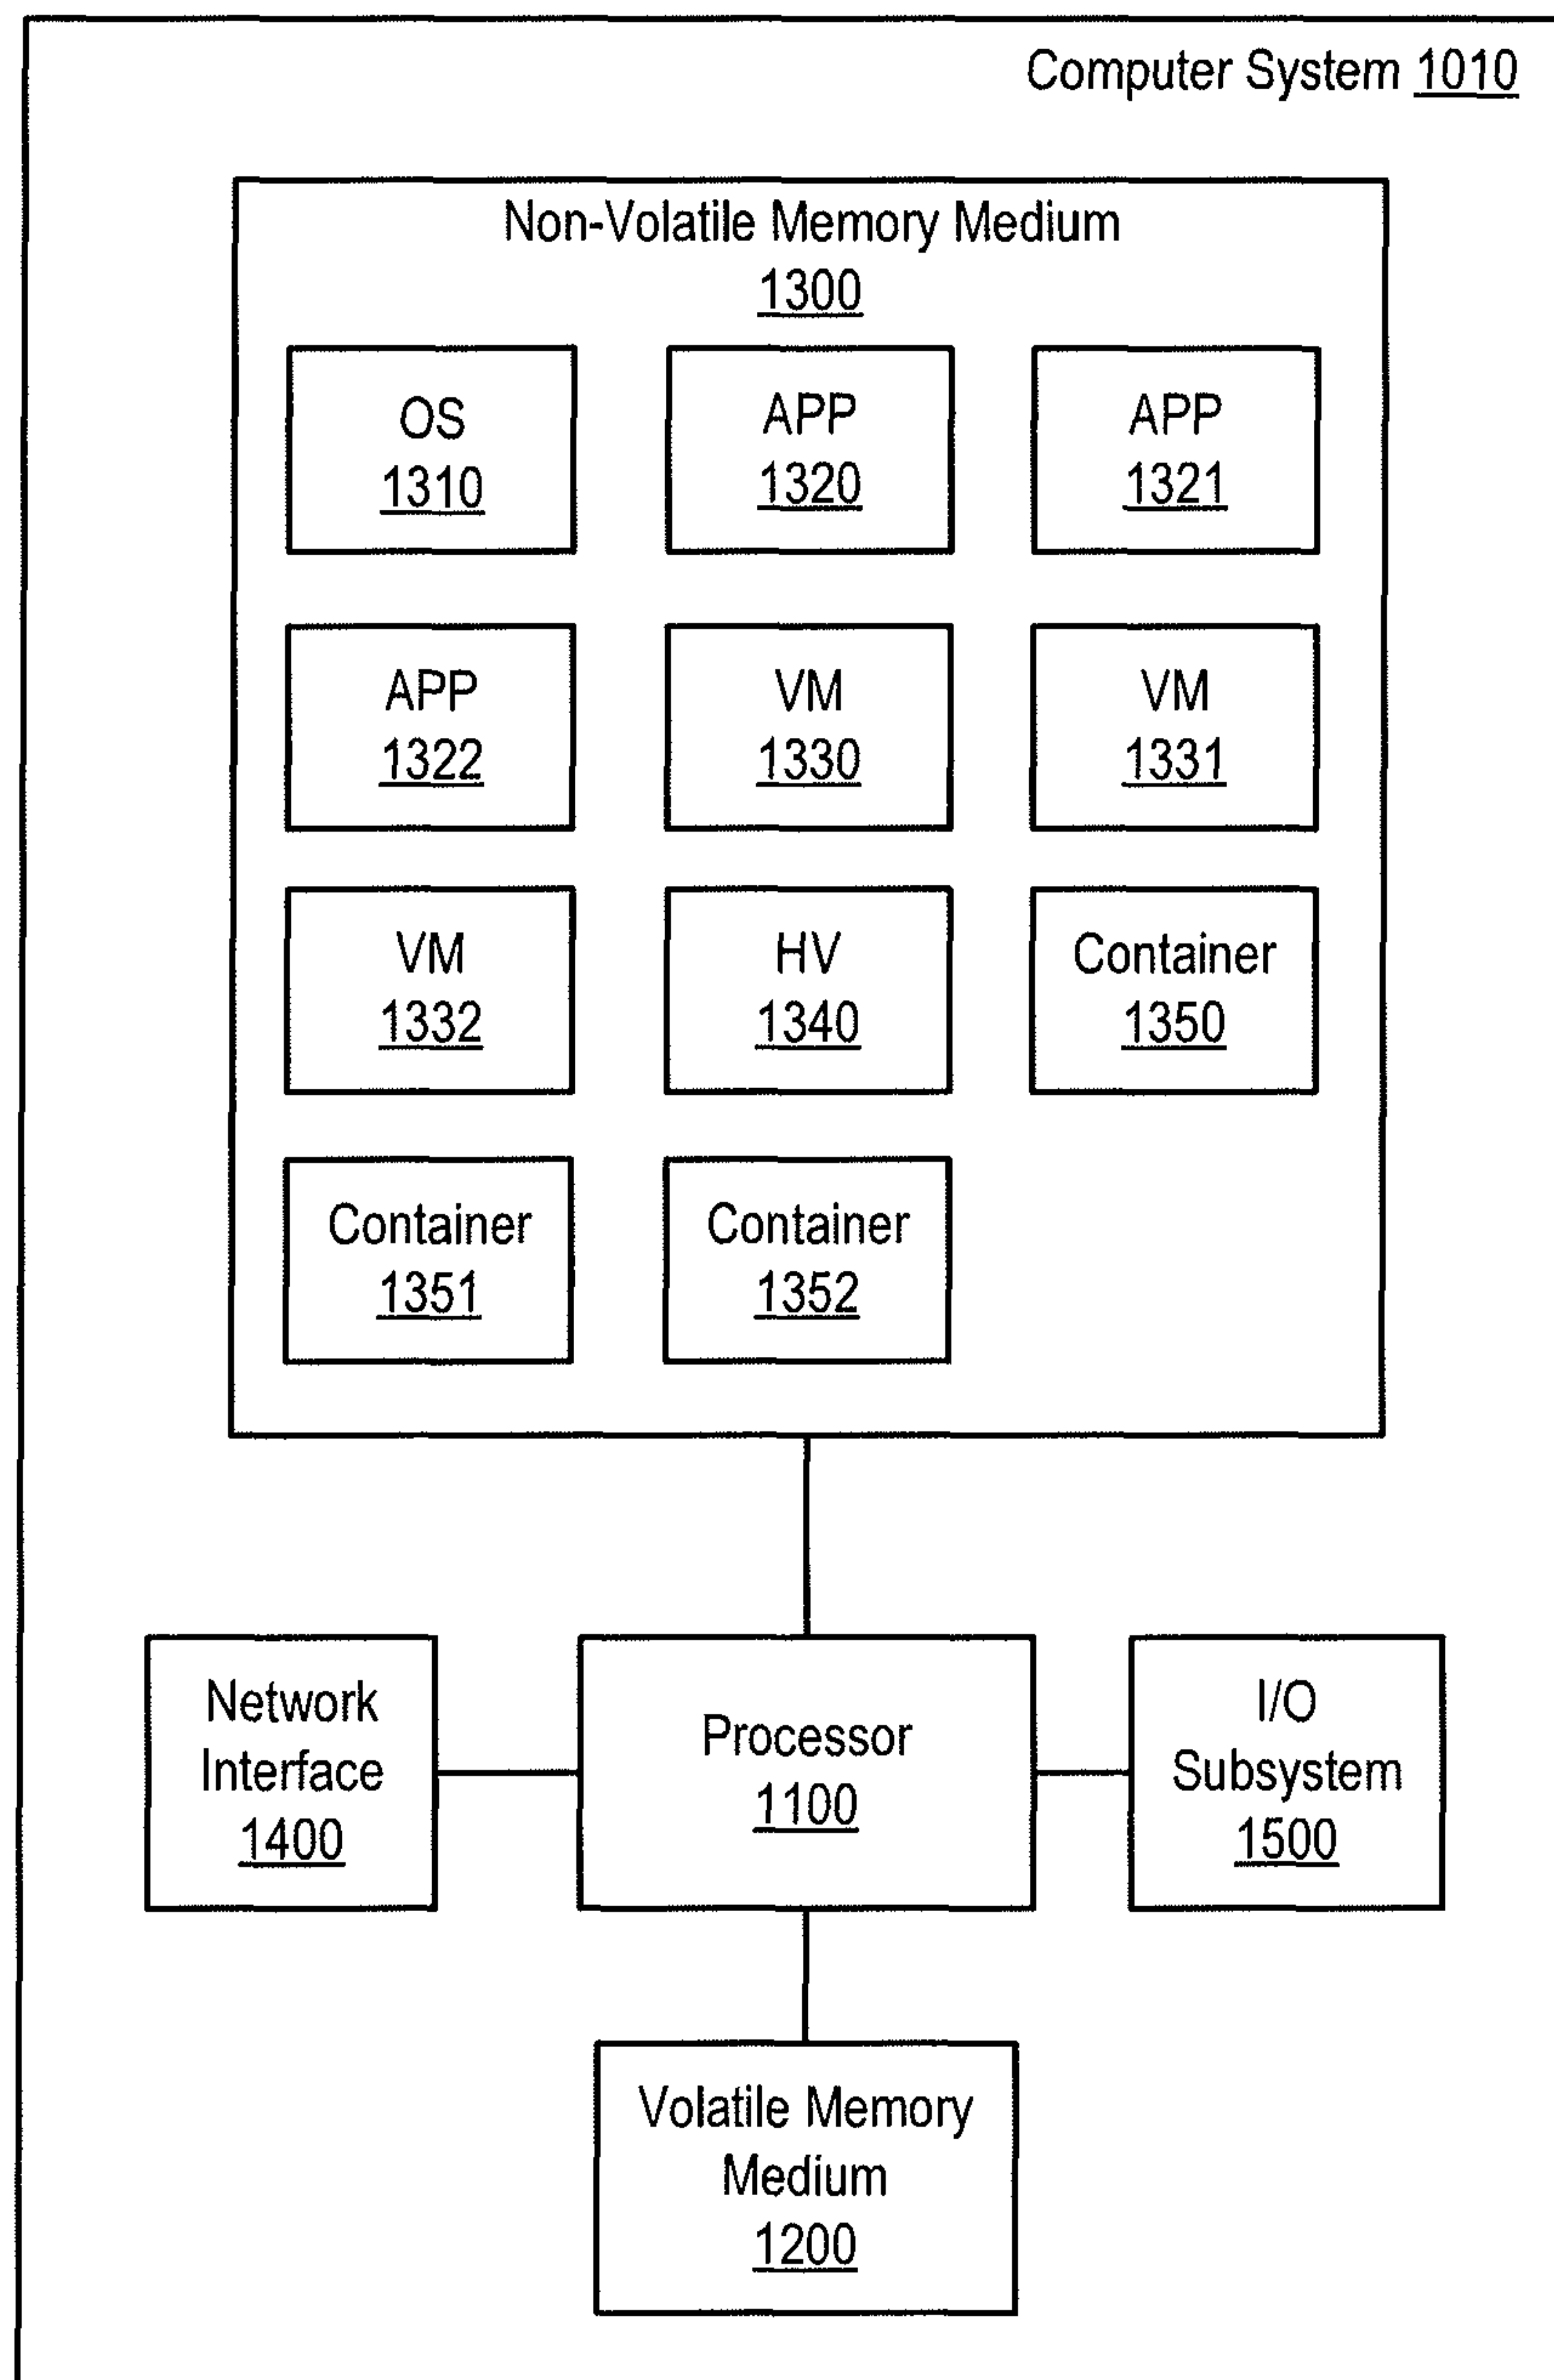 Computer System 1010
Non-Volatile Memory Medium
1300
OS
1310
APP
1320
APP
1321
APP
1322
VM
1330
VM
1331
VM
1332
HV
1340
Container
1350
Container
1351
Container
1352
Network
Interface
1400
Processor
1100
I/O
Subsystem
1500
Volatile Memory
Medium
1200